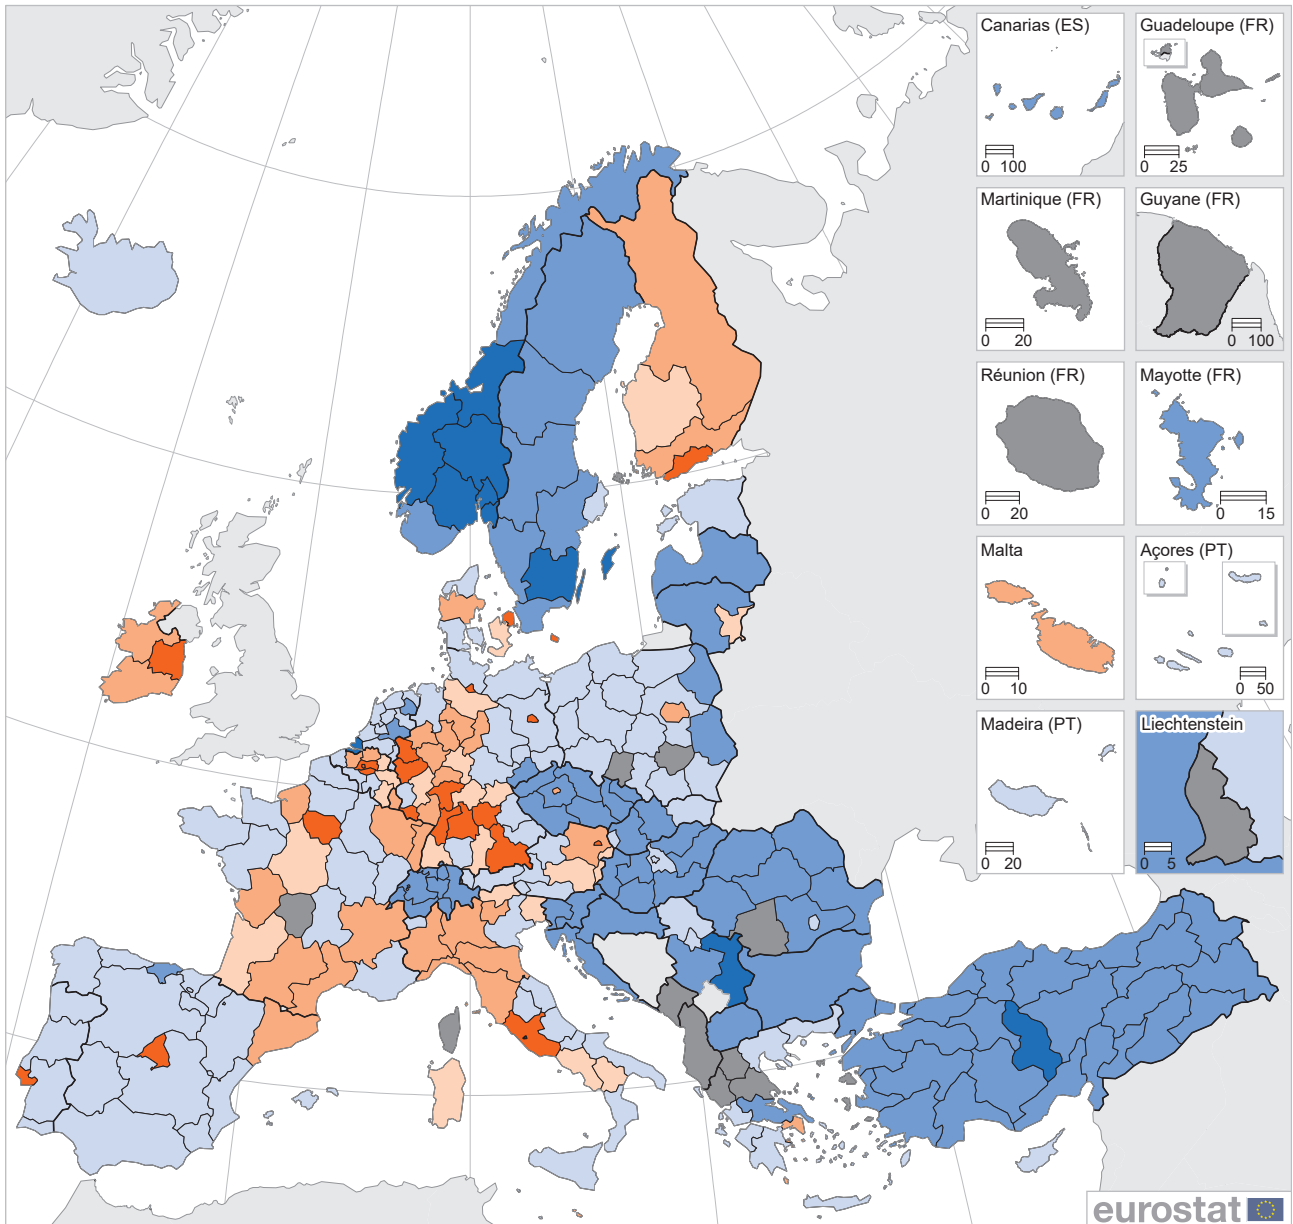 Canarias (ES)
0 100
Guadeloupe (FR)
0 25
Martinique (FR)
0 20
Guyane (FR)
0 100
Réunion (FR)
0 20
Mayotte (FR)
0 15
Malta
0 10
Açores (PT)
0 50
Madeira (PT)
0 20
Liechtenstein
0 5
eurostat